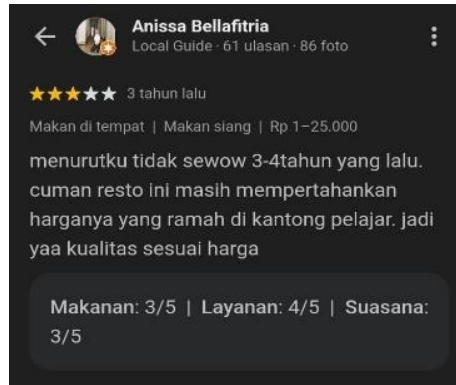 Anissa Bellafitria
Local Guide · 61 ulasan · 86 foto
3 tahun lalu
Makan di tempat | Makan siang | Rp 1–25.000
menurutku tidak sewow 3-4tahun yang lalu.
cuman resto ini masih mempertahankan
harganya yang ramah di kantong pelajar. jadi
yaa kualitas sesuai harga
Makanan: 3/5 | Layanan: 4/5 | Suasana:
3/5